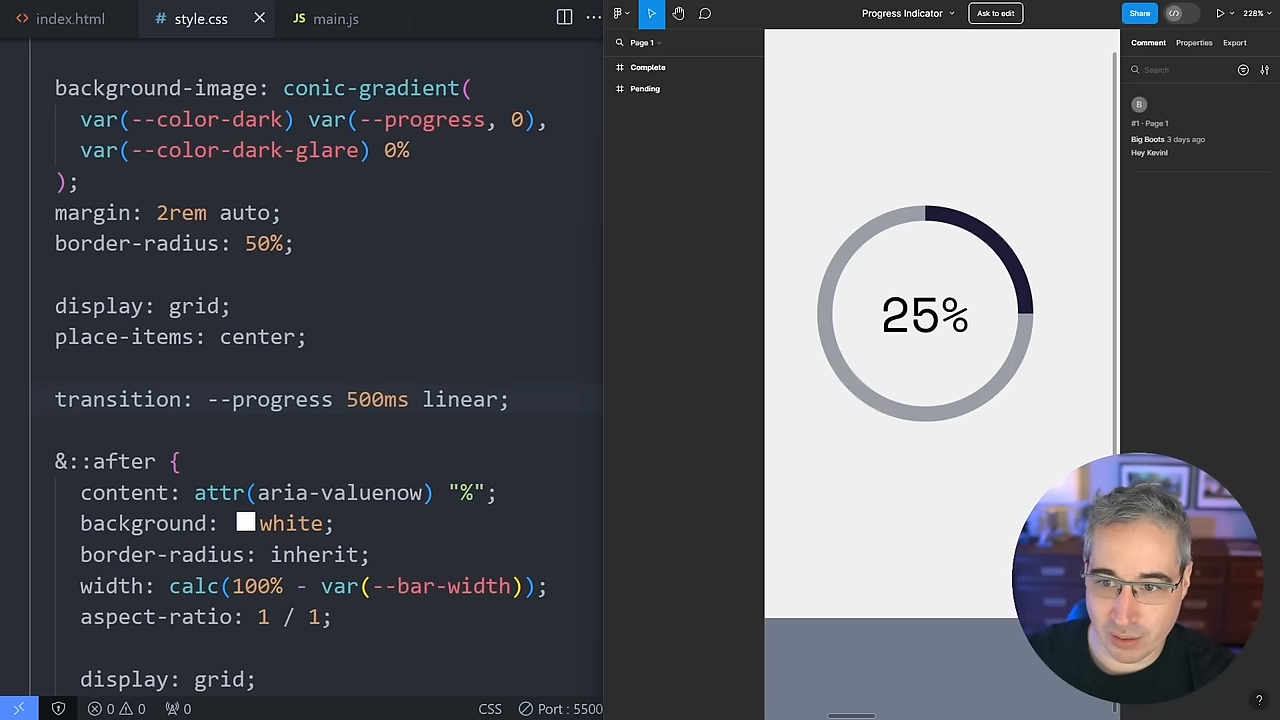 index.html
style.css
main.js
background-image: conic-gradient(
var(--color-dark) var(--progress, 0),
var(--color-dark-glare) 0%
);
margin: 2rem auto;
border-radius: 50%;
display: grid;
place-items: center;
transition: --progress 500ms linear;
&::after {
content: attr(aria-valuenow) "%";
background: white;
border-radius: inherit;
width: calc(100% - var(--bar-width));
aspect-ratio: 1 / 1;
display: grid;
0 0 0
CSS
Port : 5500
Progress Indicator
Ask to edit
Share
228%
Page 1
Complete
Pending
25%
Comment Properties Export
Search
B
#1 · Page 1
Big Boots 3 days ago
Hey Kevin!
?